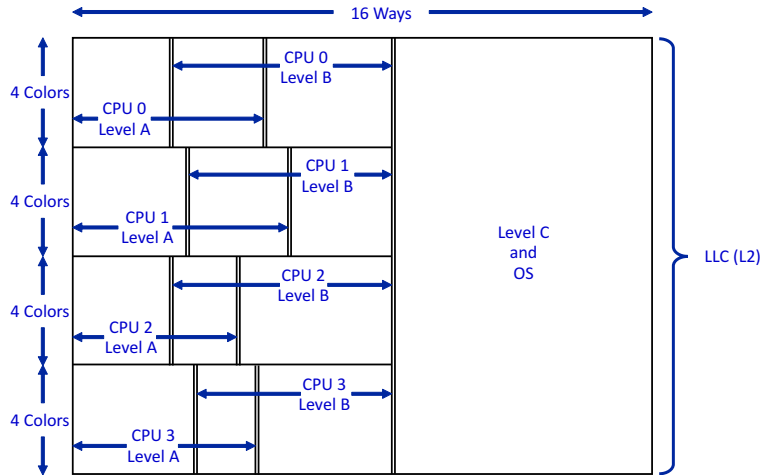 16 Ways
4 Colors
CPU 0
Level B
CPU 0
Level A
4 Colors
CPU 1
Level B
CPU 1
Level A
Level C
and
OS
LLC (L2)
4 Colors
CPU 2
Level B
CPU 2
Level A
4 Colors
CPU 3
Level B
CPU 3
Level A